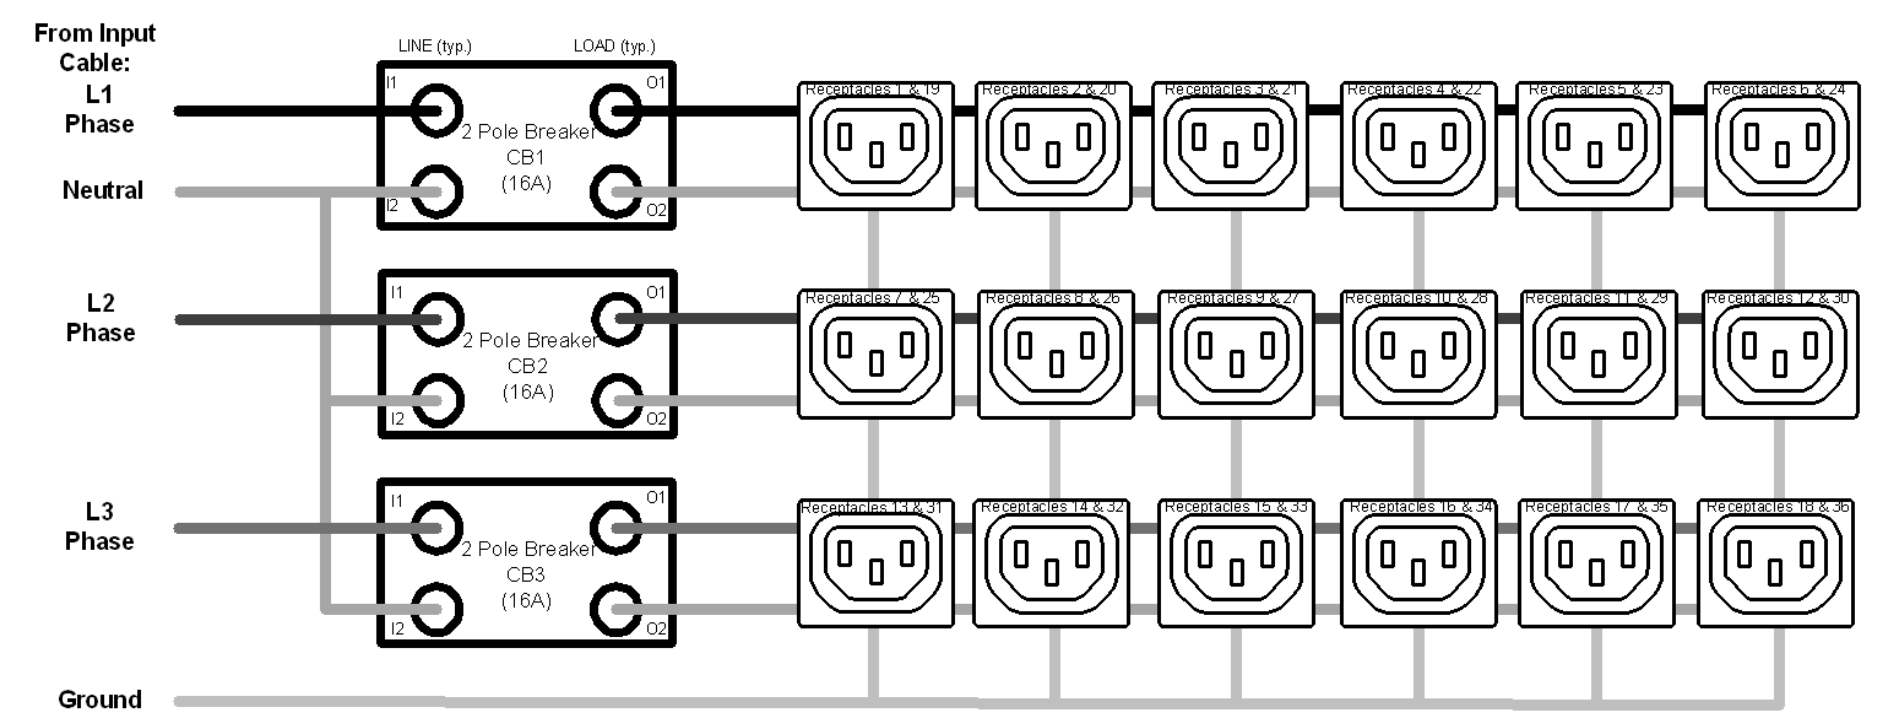 From Input
Cable:
LINE (typ.)
LOAD (typ.)
L1
Phase
I1
O1
2 Pole Breaker
CB1
(16A)
Neutral
I2
O2
Receptacles 1 & 19
Receptacles 2 & 20
Receptacles 3 & 21
Receptacles 4 & 22
Receptacles 5 & 23
Receptacles 6 & 24
L2
Phase
I1
O1
2 Pole Breaker
CB2
(16A)
I2
O2
Receptacles 7 & 25
Receptacles 8 & 26
Receptacles 9 & 27
Receptacles 10 & 28
Receptacles 11 & 29
Receptacles 12 & 30
L3
Phase
I1
O1
2 Pole Breaker
CB3
(16A)
I2
O2
Receptacles 13 & 31
Receptacles 14 & 32
Receptacles 15 & 33
Receptacles 16 & 34
Receptacles 17 & 35
Receptacles 18 & 36
Ground